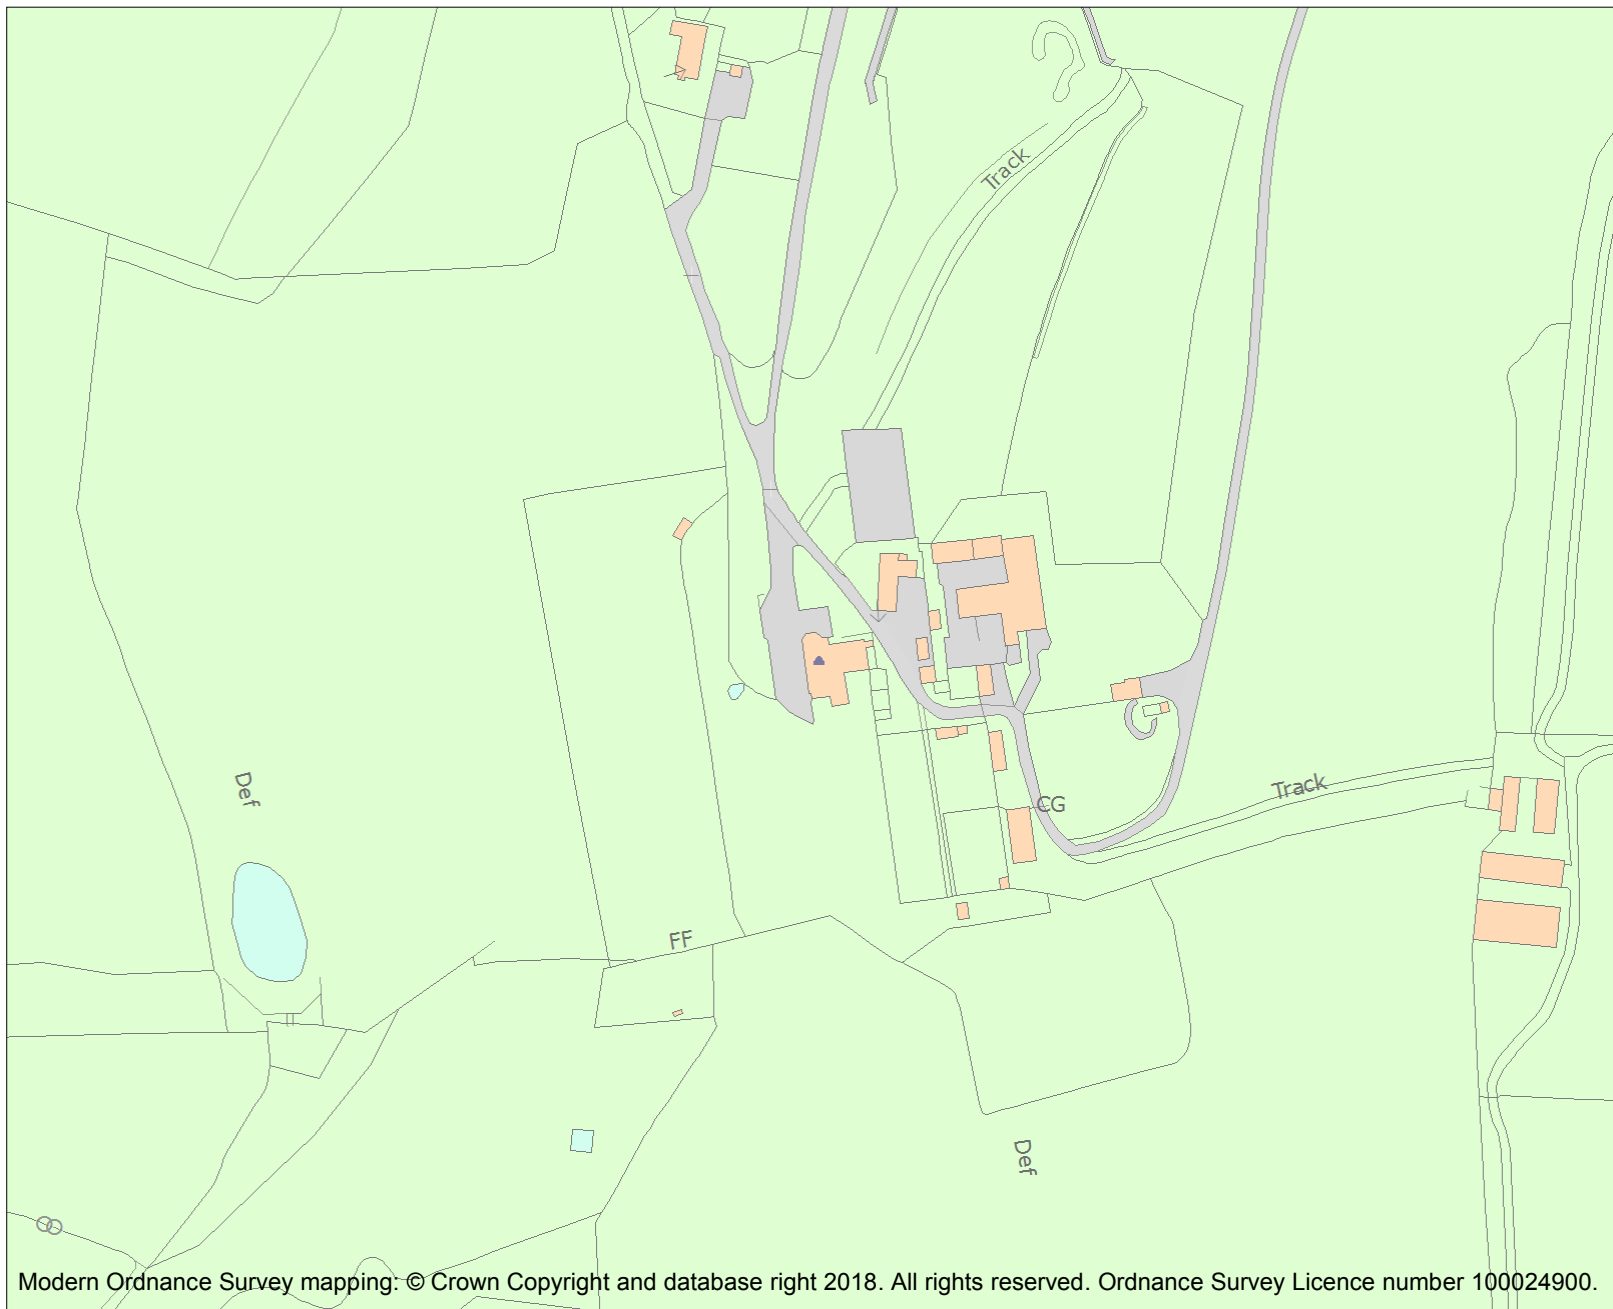 Track
Def
CG
Track
FF
Def
Modern Ordnance Survey mapping: © Crown Copyright and database right 2018. All rights reserved. Ordnance Survey Licence number 100024900.